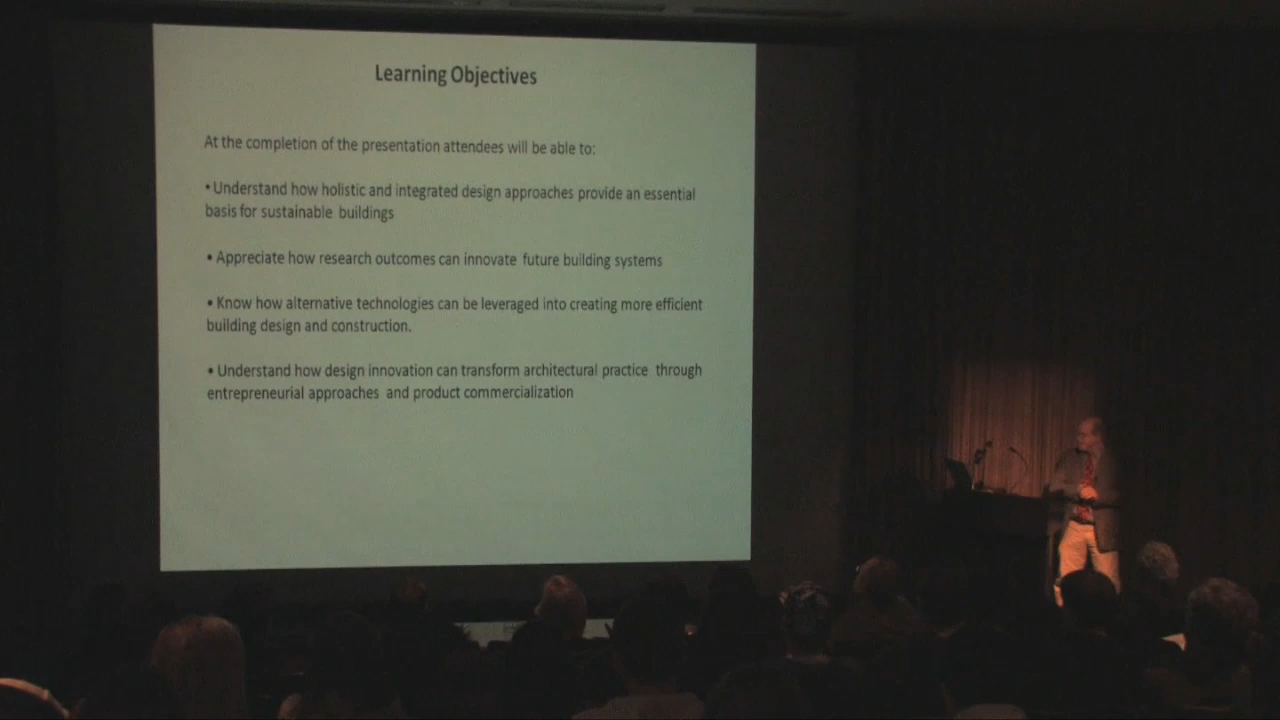 Learning Objectives
At the completion of the presentation attendees will be able to:
• Understand how holistic and integrated design approaches provide an essential
basis for sustainable buildings
• Appreciate how research outcomes can innovate future building systems
• Know how alternative technologies can be leveraged into creating more efficient
building design and construction.
• Understand how design innovation can transform architectural practice through
entrepreneurial approaches and product commercialization